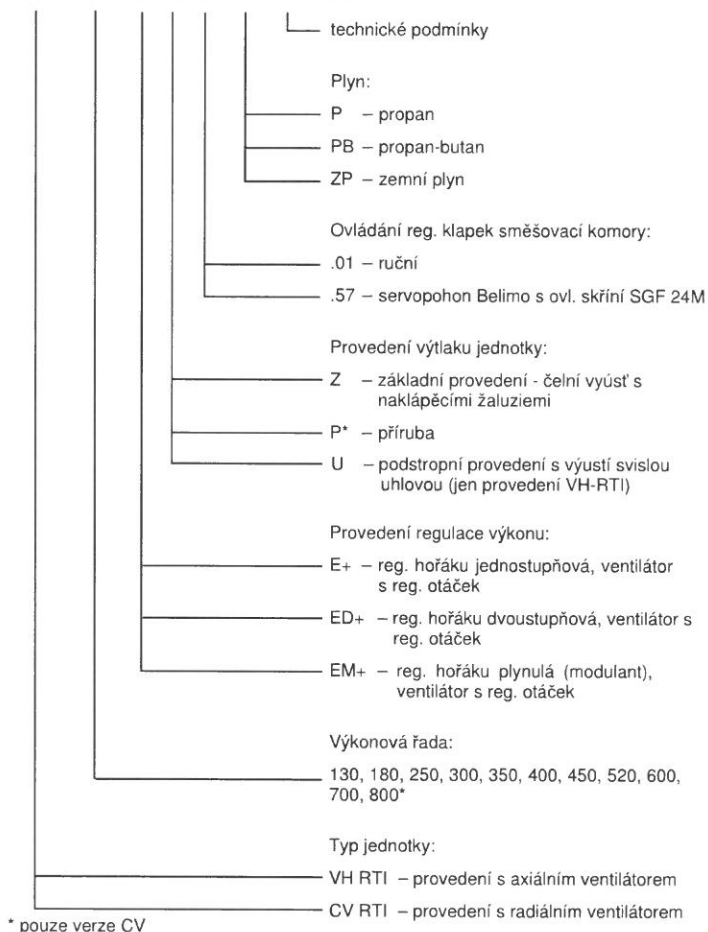 technické podmínky
Plyn:
P – propan
PB – propan-butan
ZP – zemní plyn
Ovládání reg. klapek směšovací komory:
.01 – ruční
.57 – servopohon Belimo s ovl. skříní SGF 24M
Provedení výtlaku jednotky:
Z – základní provedení - čelní vyúsť s
naklápěcími žaluziemi
P* – příruba
U – podstropní provedení s výustí svislou
uhlovou (jen provedení VH-RTI)
Provedení regulace výkonu:
E+ – reg. hořáku jednostupňová, ventilátor
s reg. otáček
ED+ – reg. hořáku dvoustupňová, ventilátor s
reg. otáček
EM+ – reg. hořáku plynulá (modulant),
ventilátor s reg. otáček
Výkonová řada:
130, 180, 250, 300, 350, 400, 450, 520, 600,
700, 800*
Typ jednotky:
VH RTI – provedení s axiálním ventilátorem
CV RTI – provedení s radiálním ventilátorem
* pouze verze CV